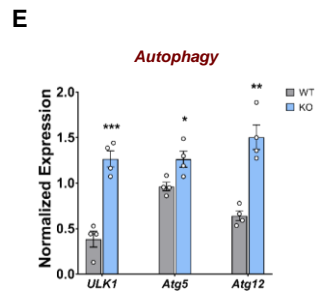 E
Autophagy
Normalized Expression
2.0
1.5
1.0
0.5
0.0
*** * **
WT
KO
ULK1 Atg5 Atg12